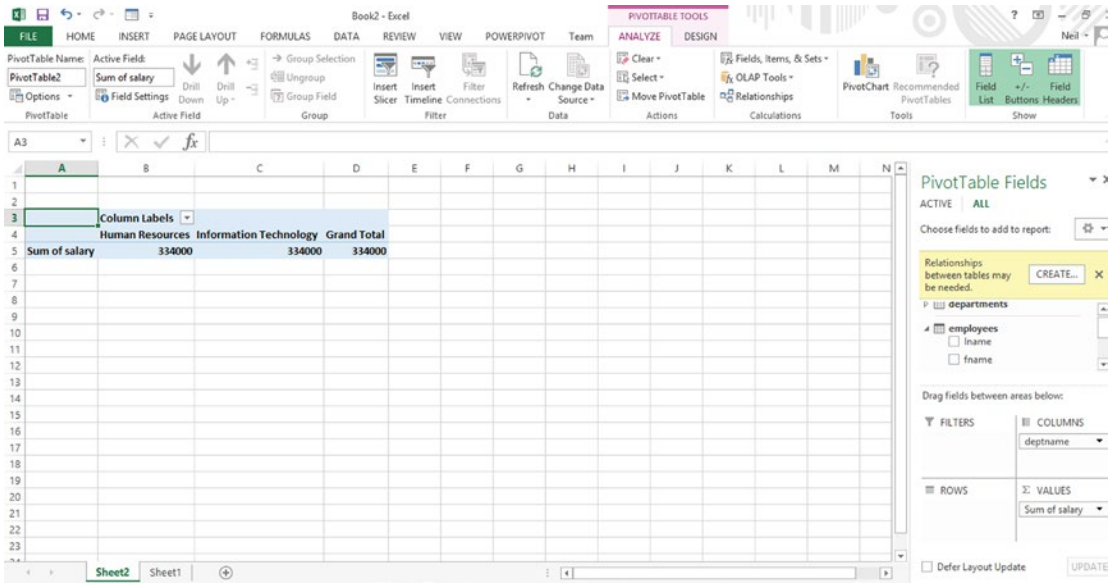 Book2 - Excel
PIVOTTABLE TOOLS
?
FILE HOME INSERT PAGE LAYOUT FORMULAS DATA REVIEW VIEW POWERPIVOT Team ANALYZE DESIGN
Neil
PivotTable Name:
PivotTable2
Options
PivotTable
Active Field:
Sum of salary
Field Settings
Drill Down
Drill Up
Active Field
Group Selection
Ungroup
Group Field
Group
Insert Slicer
Insert Timeline
Filter Connections
Filter
Refresh
Change Data Source
Data
Clear
Select
Move PivotTable
Actions
Fields, Items, & Sets
OLAP Tools
Relationships
Calculations
PivotChart
Recommended PivotTables
Tools
Field List
+/- Buttons
Field Headers
Show
A3
fx
A B C D E F G H I J K L M N
1
2
3 Column Labels
4 Human Resources Information Technology Grand Total
5 Sum of salary 334000 334000 334000
6
7
8
9
10
11
12
13
14
15
16
17
18
19
20
21
22
23
Sheet2 Sheet1
PivotTable Fields
ACTIVE ALL
Choose fields to add to report:
Relationships
between tables may
be needed.
CREATE...
departments
employees
lname
fname
Drag fields between areas below:
FILTERS
COLUMNS
deptname
ROWS
Σ VALUES
Sum of salary
Defer Layout Update
UPDATE